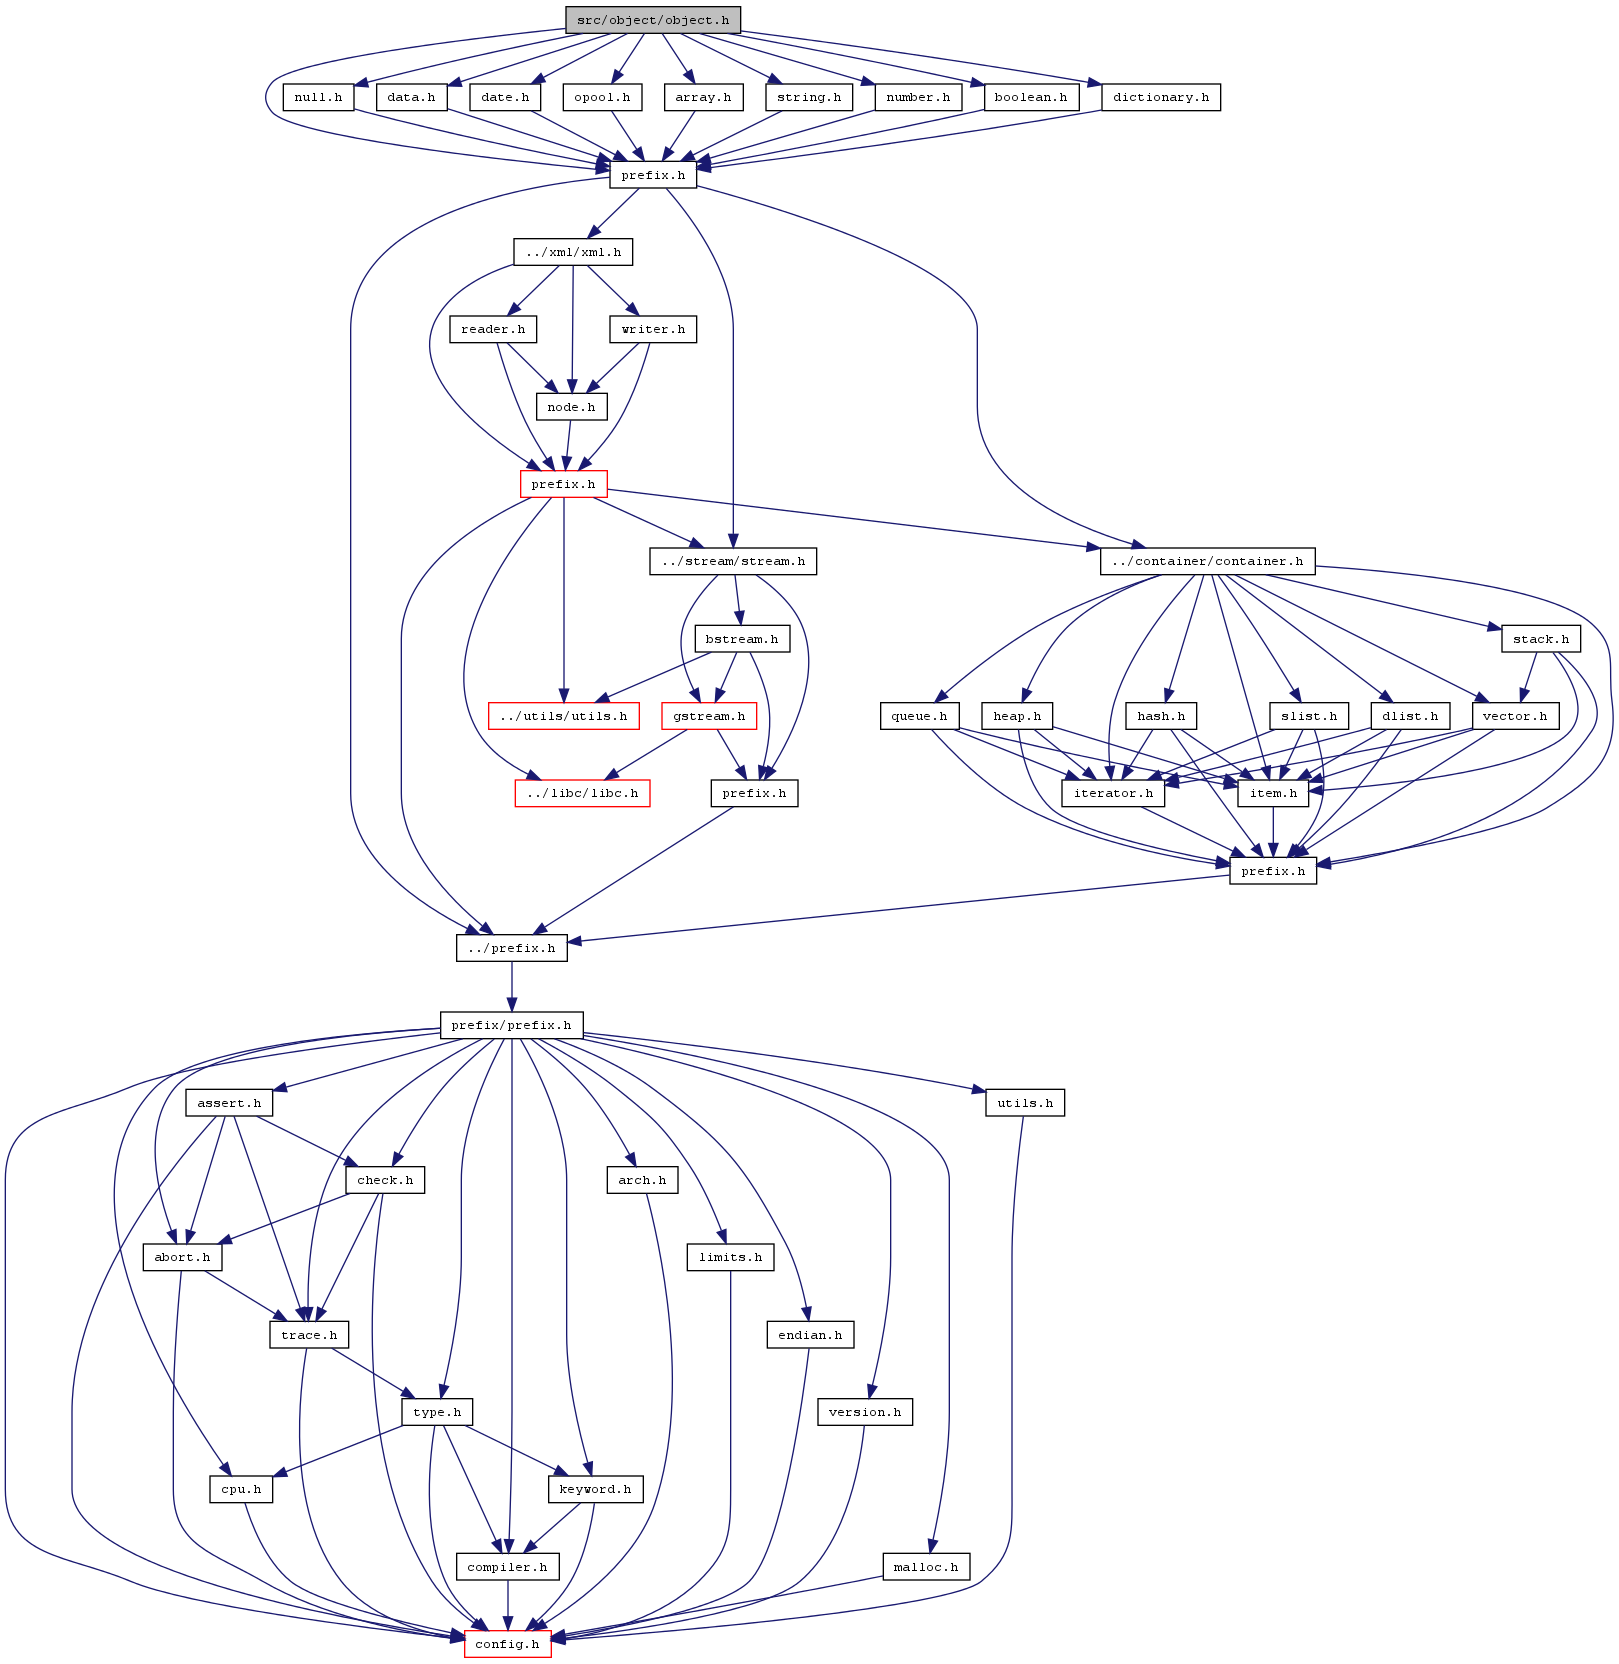 src/object/object.h
null.h
data.h
date.h
opool.h
array.h
string.h
number.h
boolean.h
dictionary.h
prefix.h
../xml/xml.h
reader.h
writer.h
node.h
prefix.h
../stream/stream.h
../container/container.h
bstream.h
stack.h
../utils/utils.h
gstream.h
queue.h
heap.h
hash.h
slist.h
dlist.h
vector.h
../libc/libc.h
prefix.h
iterator.h
item.h
prefix.h
../prefix.h
prefix/prefix.h
assert.h
utils.h
check.h
arch.h
abort.h
limits.h
trace.h
endian.h
type.h
version.h
cpu.h
keyword.h
compiler.h
malloc.h
config.h